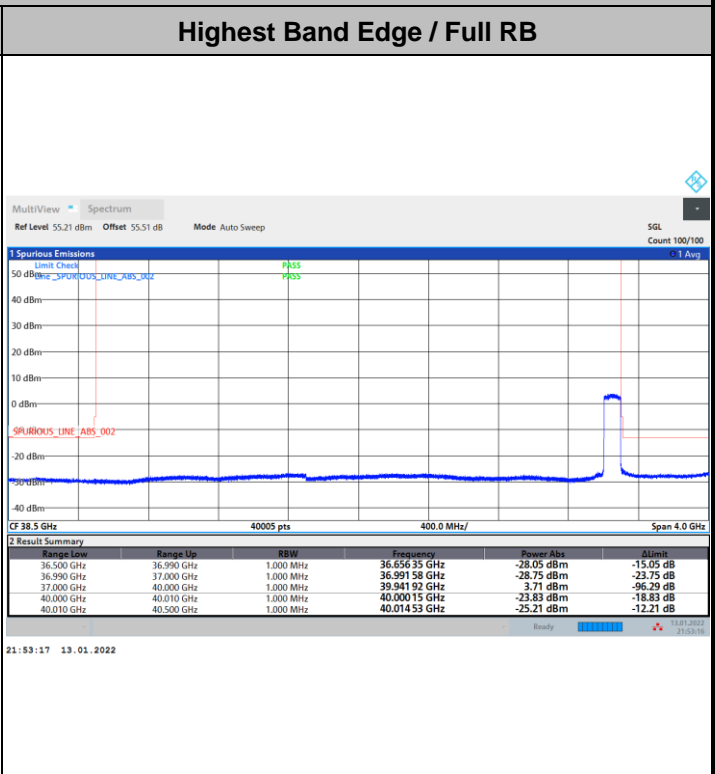 Highest Band Edge / Full RB
MultiView Spectrum
Ref Level 55.21 dBm Offset 55.51 dB Mode Auto Sweep SGL
Count 100/100
1 Spurious Emissions 1 Avg
Limit Check PASS
50 dBm Line _SPURIOUS_LINE_ABS_002 PASS
40 dBm
30 dBm
20 dBm
10 dBm
0 dBm
_SPURIOUS_LINE_ABS_002
-20 dBm
-30 dBm
-40 dBm
CF 38.5 GHz 40005 pts 400.0 MHz/ Span 4.0 GHz
2 Result Summary
Range Low Range Up RBW Frequency Power Abs ΔLimit
36.500 GHz 36.990 GHz 1.000 MHz 36.656 35 GHz -28.05 dBm -15.05 dB
36.990 GHz 37.000 GHz 1.000 MHz 36.991 58 GHz -28.75 dBm -23.75 dB
37.000 GHz 40.000 GHz 1.000 MHz 39.941 92 GHz 3.71 dBm -96.29 dB
40.000 GHz 40.010 GHz 1.000 MHz 40.000 15 GHz -23.83 dBm -18.83 dB
40.010 GHz 40.500 GHz 1.000 MHz 40.014 53 GHz -25.21 dBm -12.21 dB
Ready 13.01.2022
21:53:16
21:53:17 13.01.2022